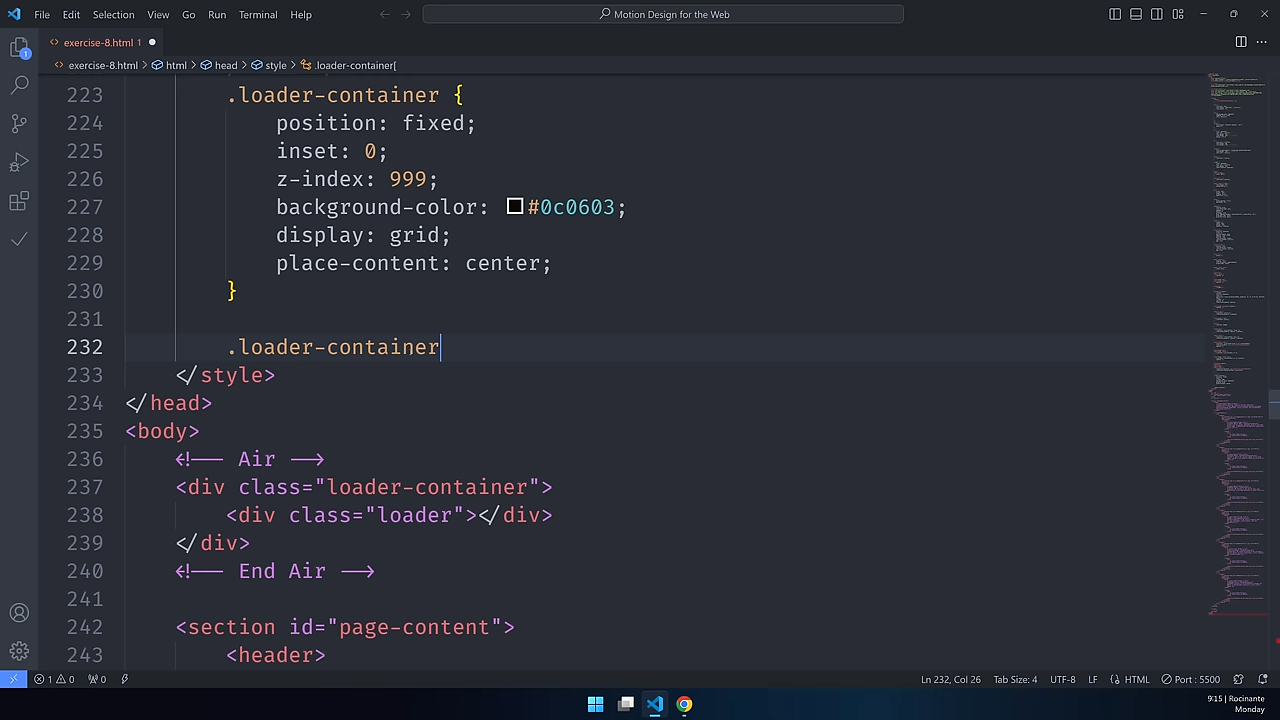 File Edit Selection View Go Run Terminal Help
Motion Design for the Web
exercise-8.html 1
exercise-8.html > html > head > style > .loader-container[
1
223 .loader-container {
224 position: fixed;
225 inset: 0;
226 z-index: 999;
227 background-color: #0c0603;
228 display: grid;
229 place-content: center;
230 }
231
232 .loader-container
233 </style>
234 </head>
235 <body>
236 <!-- Air -->
237 <div class="loader-container">
238 <div class="loader"></div>
239 </div>
240 <!-- End Air -->
241
242 <section id="page-content">
243 <header>
1 0 0 Ln 232, Col 26 Tab Size: 4 UTF-8 LF HTML Port : 5500
9:15 | Rocinante
Monday